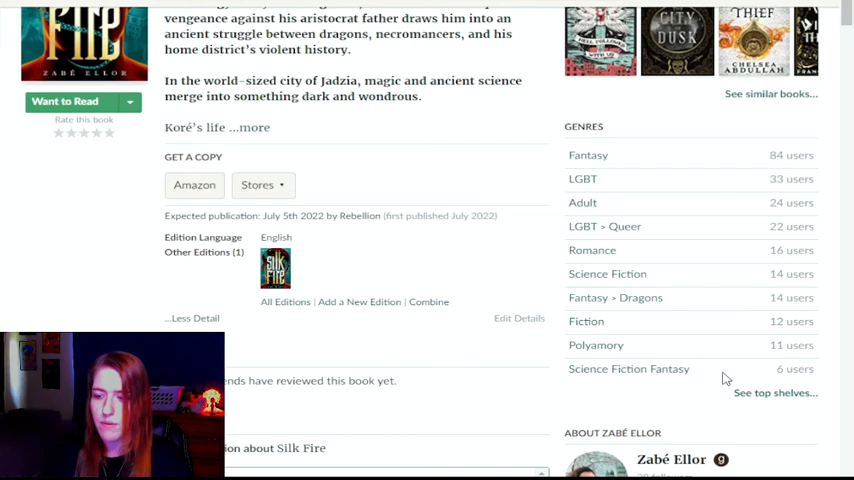 FIRE
ZABÉ ELLOR
Want to Read
Rate this book
vengeance against his aristocrat father draws him into an
ancient struggle between dragons, necromancers, and his
home district's violent history.
In the world-sized city of Jadzia, magic and ancient science
merge into something dark and wondrous.
Koré's life ...more
GET A COPY
Amazon
Stores
Expected publication: July 5th 2022 by Rebellion (first published July 2022)
Edition Language English
Other Editions (1)
SILK
FIRE
All Editions | Add a New Edition | Combine
...Less Detail
Edit Details
ends have reviewed this book yet.
ion about Silk Fire
HELL FOLLOWED
WITH US
CITY
DUSK
THIEF
CHELSEA
ABDULLAH
See similar books...
GENRES
Fantasy 84 users
LGBT 33 users
Adult 24 users
LGBT > Queer 22 users
Romance 16 users
Science Fiction 14 users
Fantasy > Dragons 14 users
Fiction 12 users
Polyamory 11 users
Science Fiction Fantasy 6 users
See top shelves...
ABOUT ZABÉ ELLOR
Zabé Ellor g